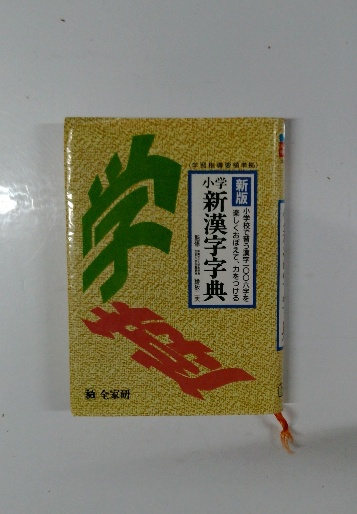 (学習指導要領準拠)
新版
小学校で習う漢字一〇〇八字を
楽しくおぼえて、力をつける
小学
新漢字字典
学
全家研